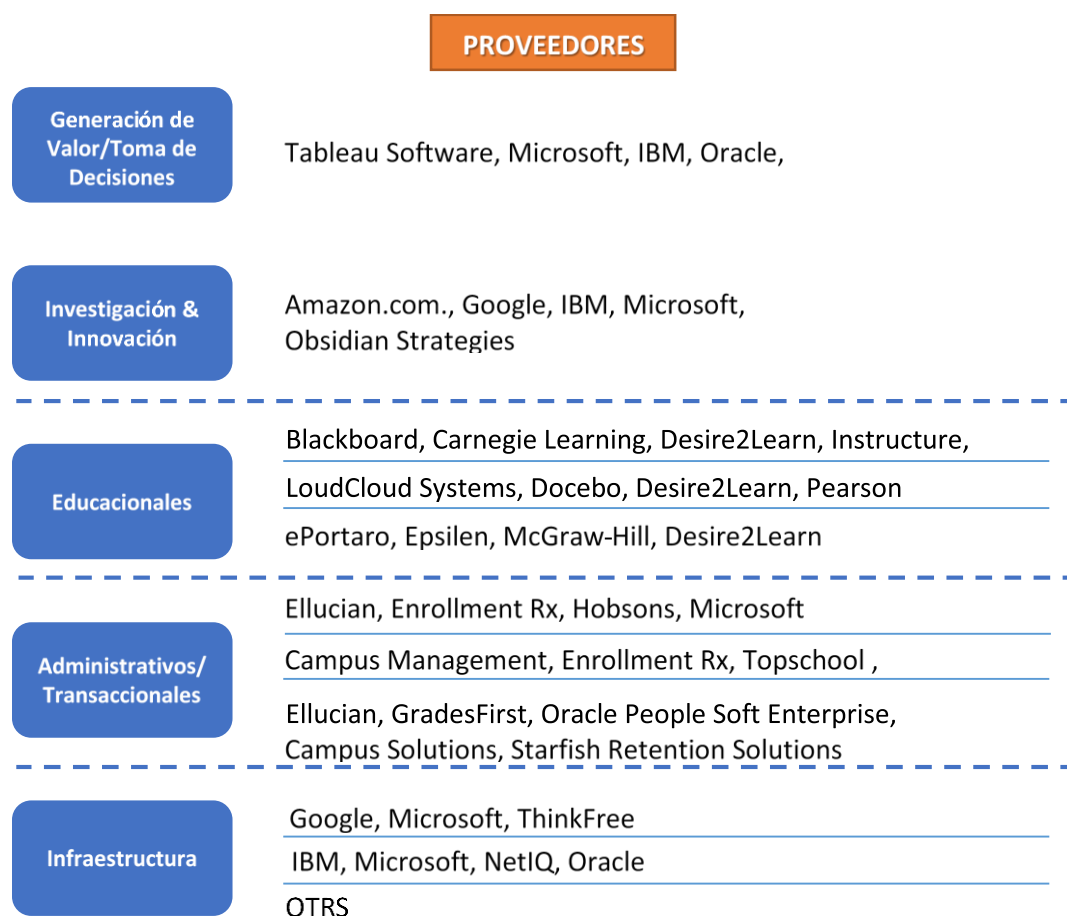 PROVEEDORES
Generación de
Valor/Toma de
Decisiones
Tableau Software, Microsoft, IBM, Oracle,
Investigación &
Innovación
Amazon.com., Google, IBM, Microsoft,
Obsidian Strategies
Educacionales
Blackboard, Carnegie Learning, Desire2Learn, Instructure,
LoudCloud Systems, Docebo, Desire2Learn, Pearson
ePortaro, Epsilen, McGraw-Hill, Desire2Learn
Administrativos/
Transaccionales
Ellucian, Enrollment Rx, Hobsons, Microsoft
Campus Management, Enrollment Rx, Topschool ,
Ellucian, GradesFirst, Oracle People Soft Enterprise,
Campus Solutions, Starfish Retention Solutions
Infraestructura
Google, Microsoft, ThinkFree
IBM, Microsoft, NetIQ, Oracle
OTRS